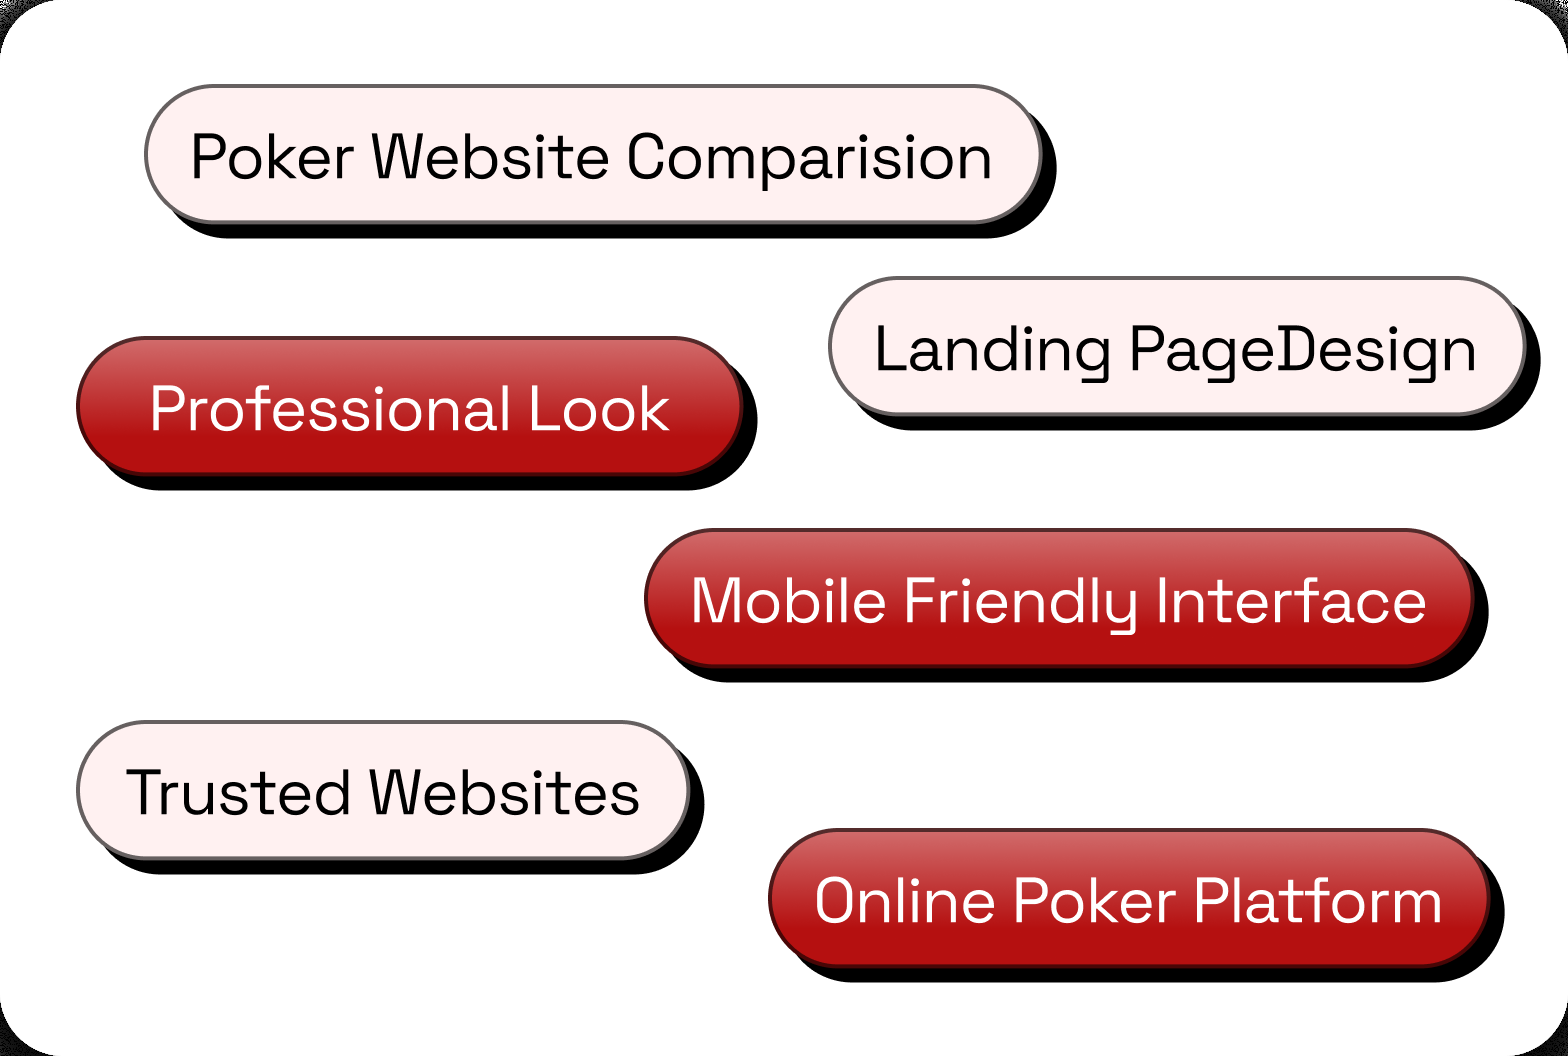 Poker Website Comparision
Landing PageDesign
Professional Look
Mobile Friendly Interface
Trusted Websites
Online Poker Platform